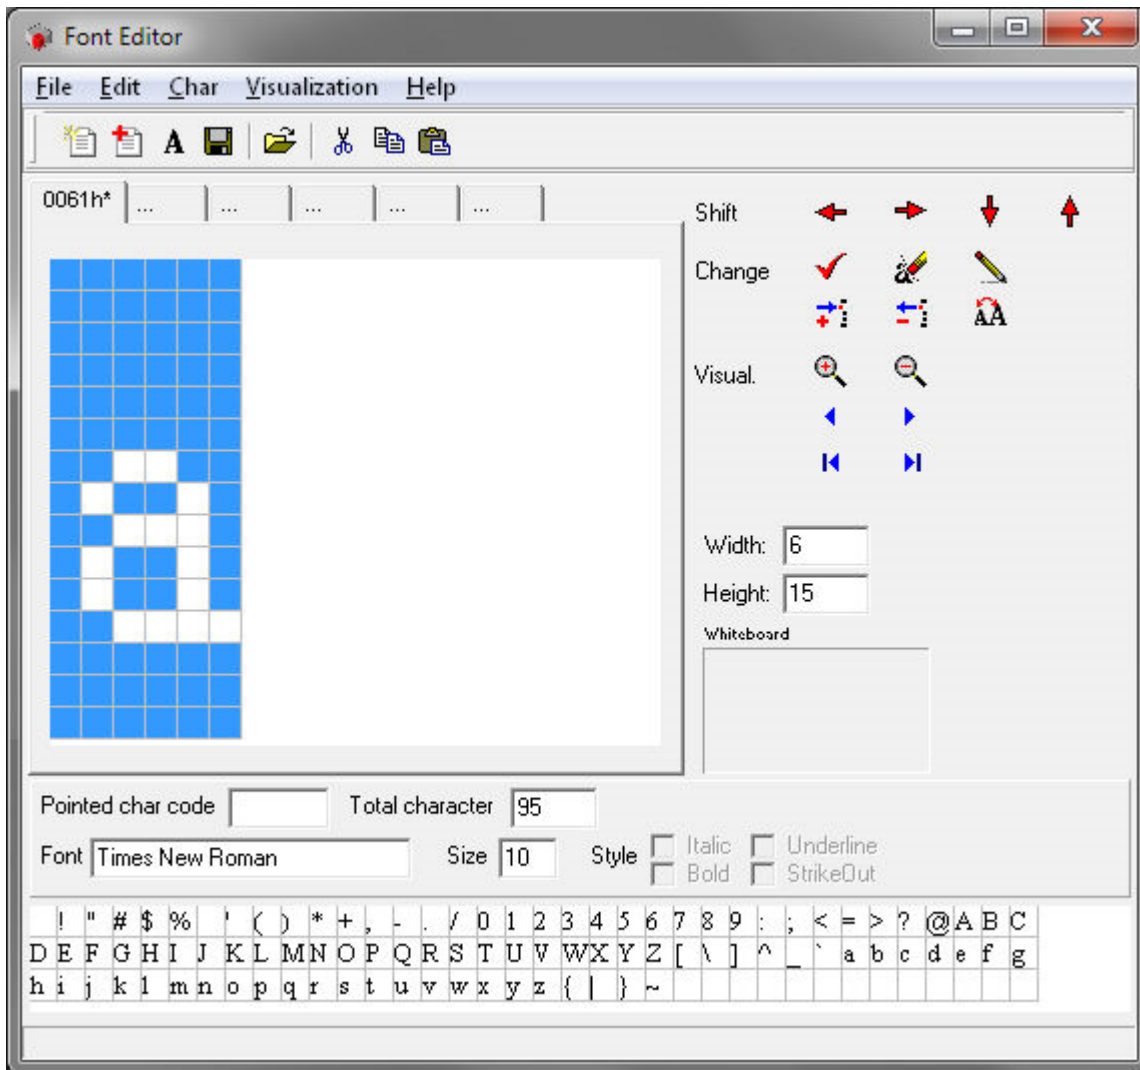 Font Editor
File Edit Char Visualization Help
0061h* ... ... ... ... ...
Shift
Change
Visual.
Width: 6
Height: 15
Whiteboard
Pointed char code Total character 95
Font Times New Roman Size 10 Style Italic Underline
Bold StrikeOut
! " # $ % ' ( ) * + , - . / 0 1 2 3 4 5 6 7 8 9 : ; < = > ? @ A B C
D E F G H I J K L M N O P Q R S T U V W X Y Z [ \ ] ^ _ ` a b c d e f g
h i j k l m n o p q r s t u v w x y z { | } ~